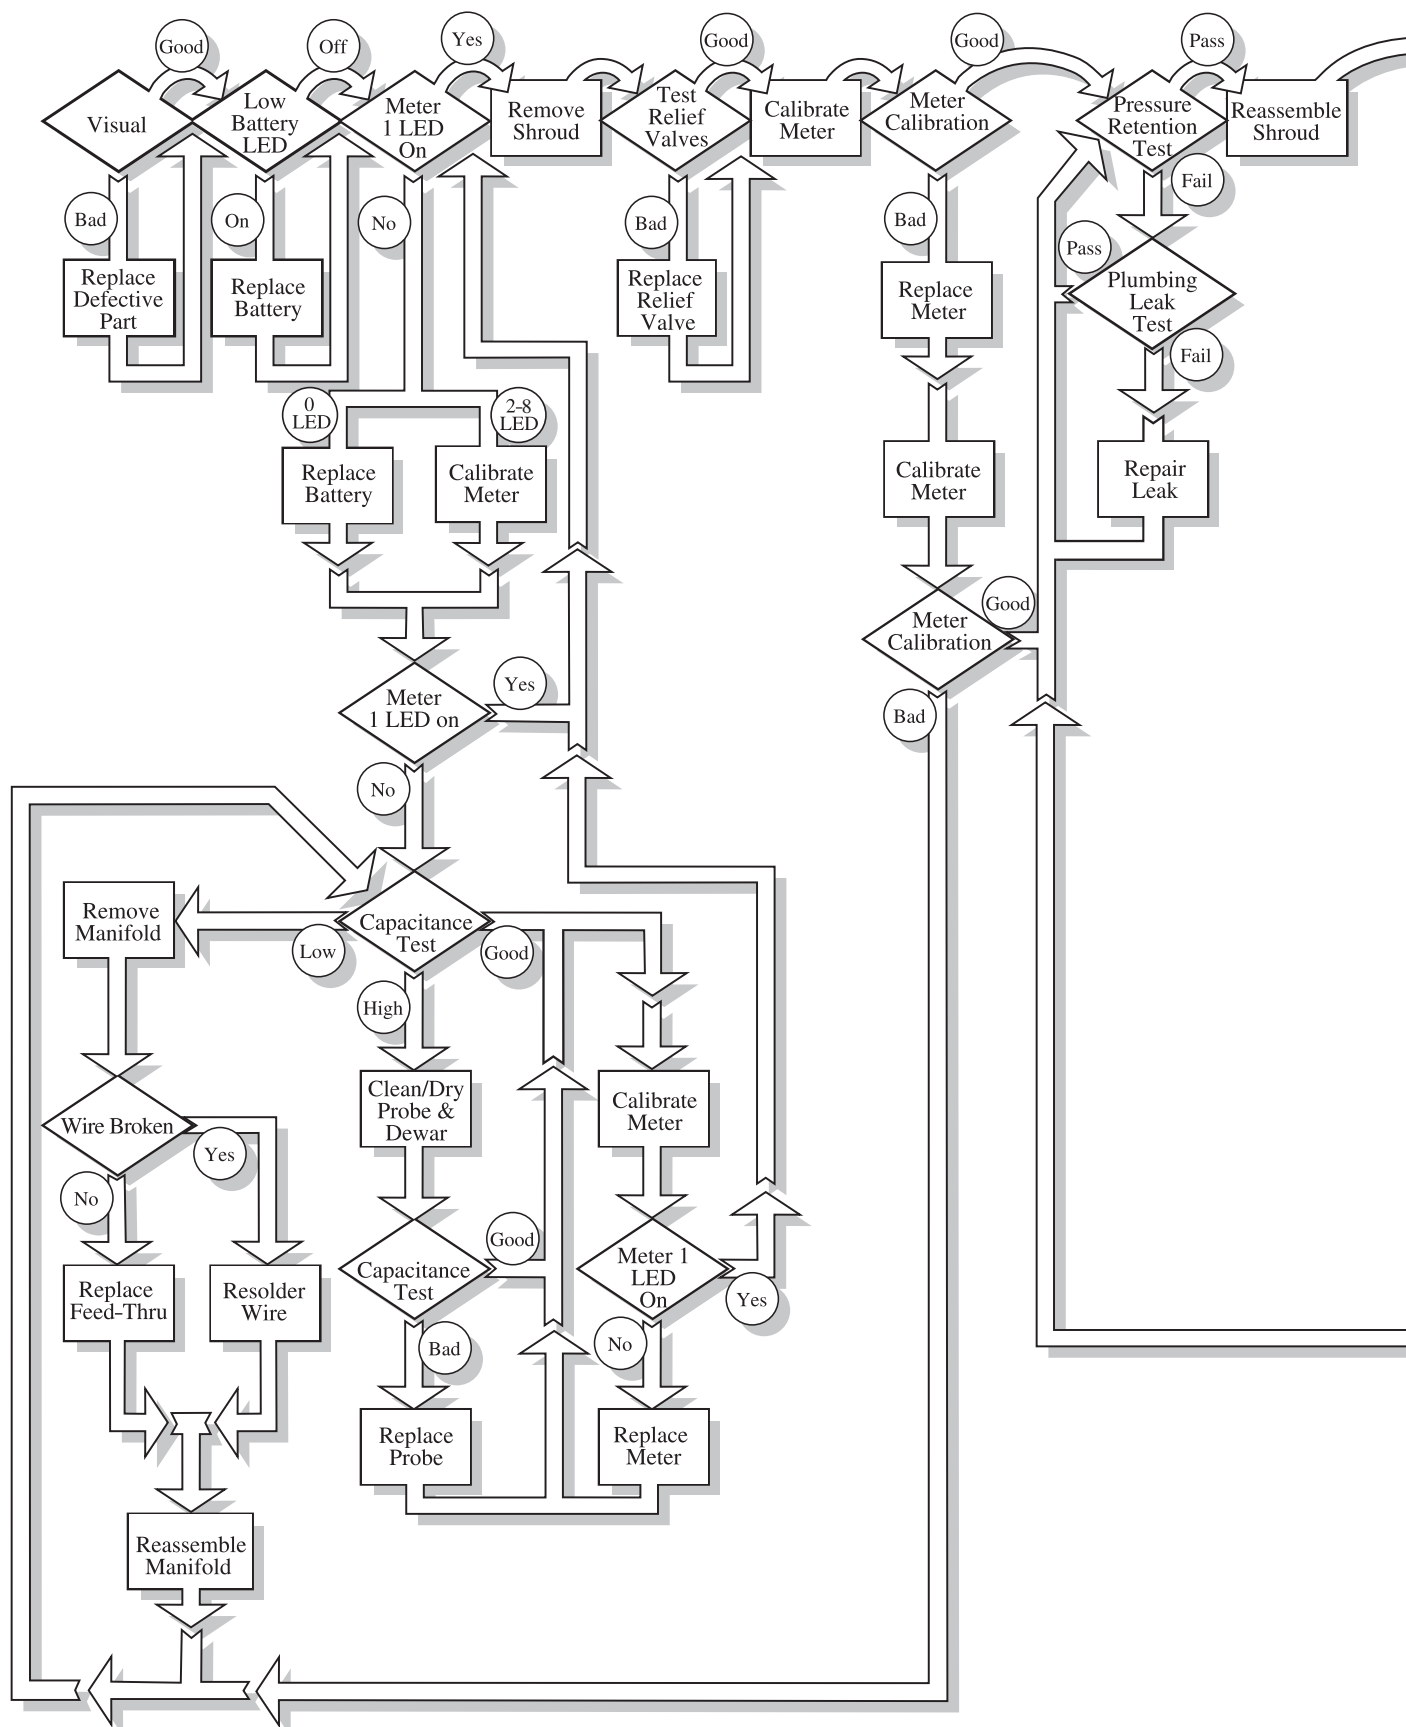 Good
Off
Yes
Good
Good
Pass
Visual
Low
Battery
LED
Meter
1 LED
On
Remove
Shroud
Test
Relief
Valves
Calibrate
Meter
Meter
Calibration
Pressure
Retention
Test
Reassemble
Shroud
Bad
On
No
Bad
Bad
Fail
Pass
Replace
Defective
Part
Replace
Battery
Replace
Relief
Valve
Replace
Meter
Plumbing
Leak
Test
Fail
0
LED
2-8
LED
Replace
Battery
Calibrate
Meter
Calibrate
Meter
Repair
Leak
Good
Meter
Calibration
Meter
1 LED on
Yes
Bad
No
Remove
Manifold
Capacitance
Test
Low
Good
High
Clean/Dry
Probe &
Dewar
Calibrate
Meter
Wire Broken
Yes
No
Good
Capacitance
Test
Meter 1
LED
On
Yes
Replace
Feed-Thru
Resolder
Wire
Bad
No
Replace
Probe
Replace
Meter
Reassemble
Manifold